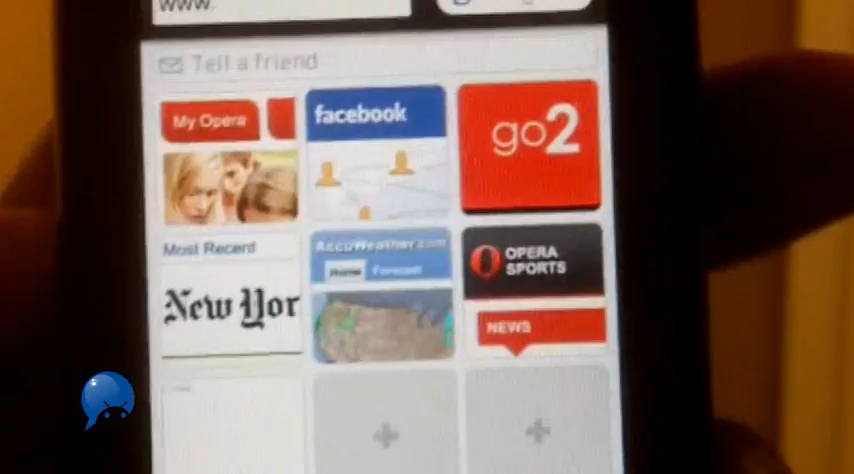 www.
Tell a friend
My Opera
facebook
go2
Most Recent
New Yor
AccuWeather.com
Home Forecast
OPERA
SPORTS
NEWS